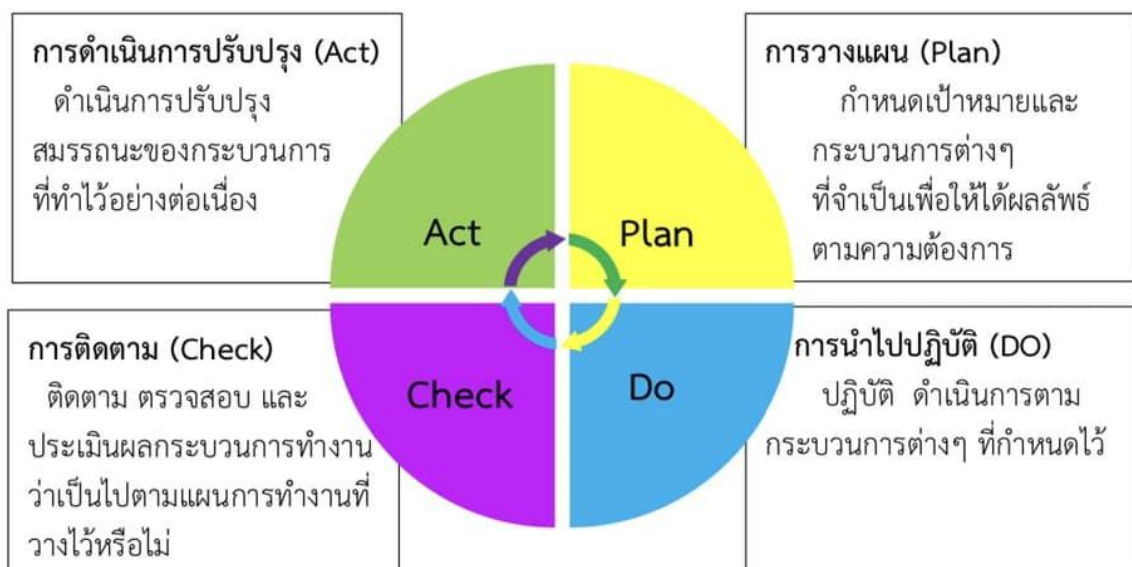 การดำเนินการปรับปรุง (Act)
ดำเนินการปรับปรุง
สมรรถนะของกระบวนการ
ที่ทำไว้อย่างต่อเนื่อง
การวางแผน (Plan)
กำหนดเป้าหมายและ
กระบวนการต่างๆ
ที่จำเป็นเพื่อให้ได้ผลลัพธ์
ตามความต้องการ
Act
Plan
การติดตาม (Check)
ติดตาม ตรวจสอบ และ
ประเมินผลกระบวนการทำงาน
ว่าเป็นไปตามแผนการทำงานที่
วางไว้หรือไม่
Check
Do
การนำไปปฏิบัติ (DO)
ปฏิบัติ ดำเนินการตาม
กระบวนการต่างๆ ที่กำหนดไว้